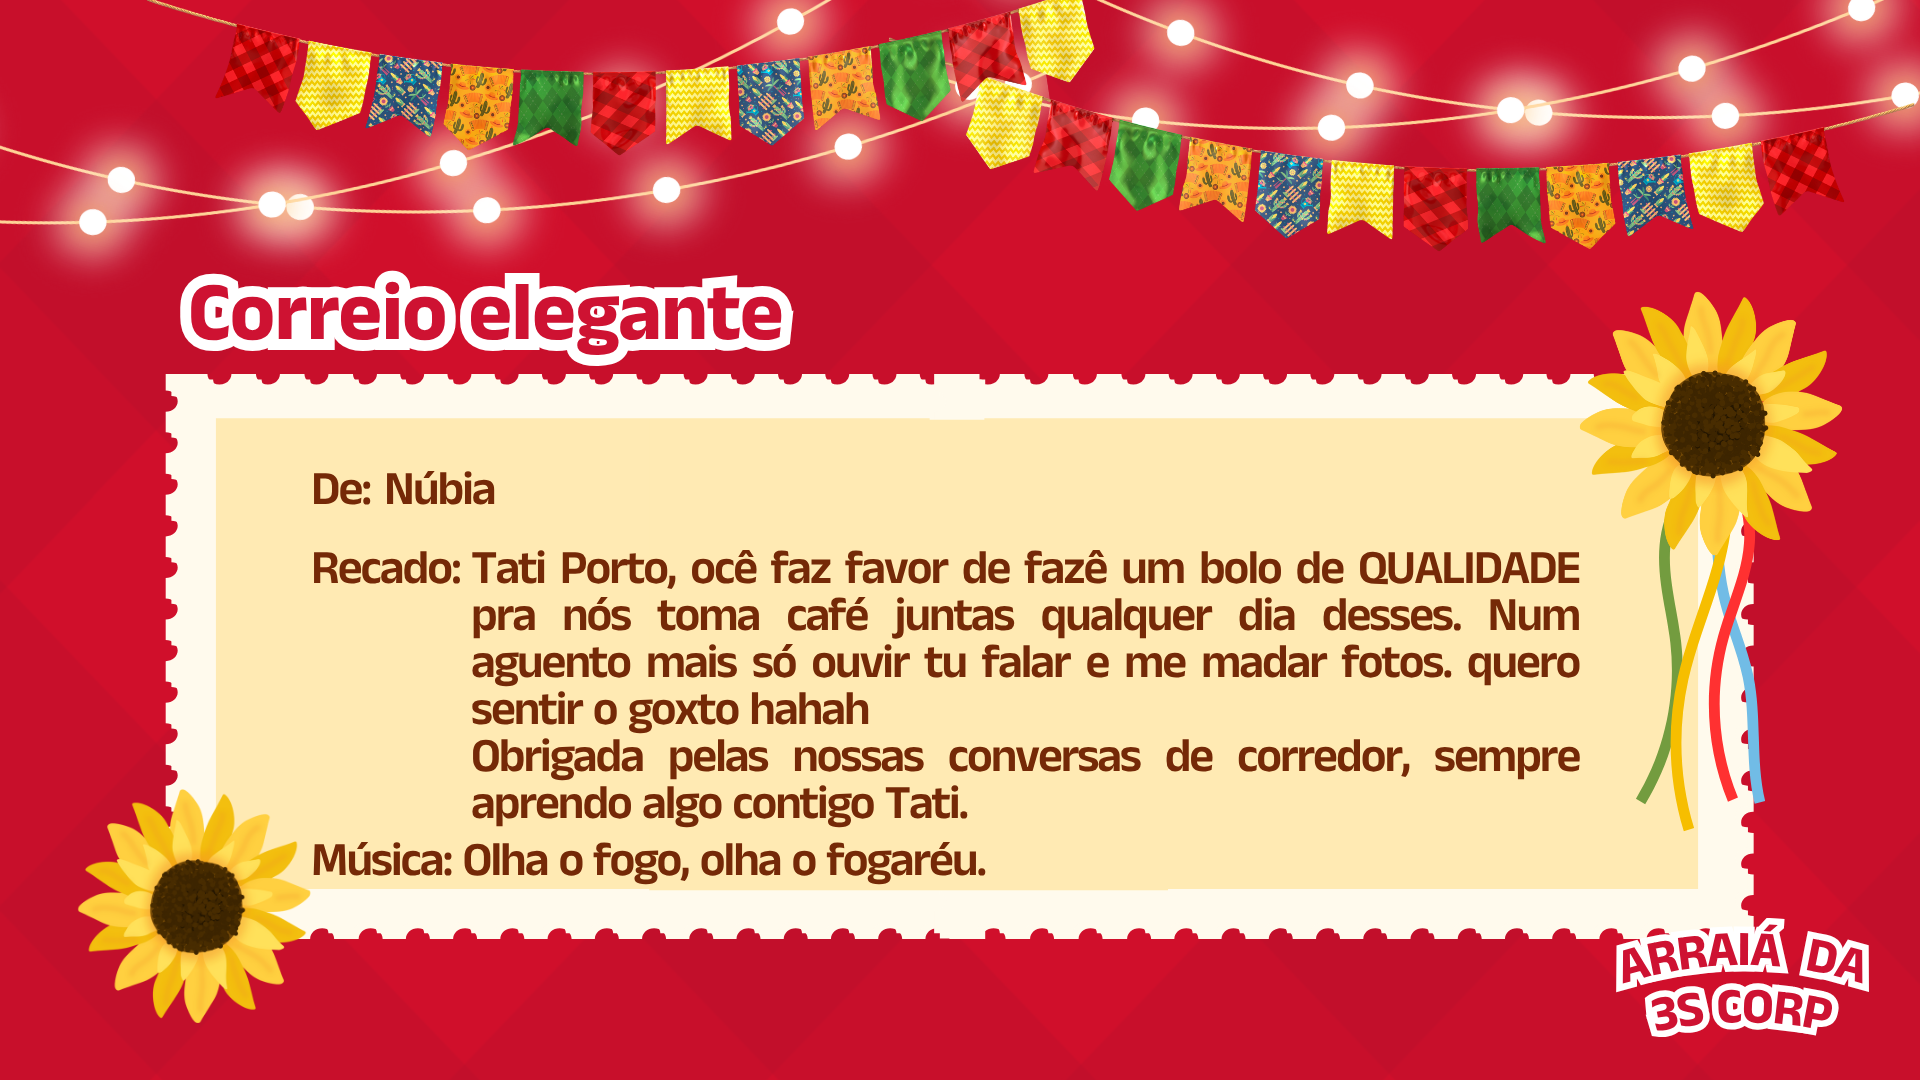 Correio elegante
De: Núbia
Recado: Tati Porto, ocê faz favor de fazê um bolo de QUALIDADE
pra nós toma café juntas qualquer dia desses. Num
aguento mais só ouvir tu falar e me madar fotos. quero
sentir o goxto hahah
Obrigada pelas nossas conversas de corredor, sempre
aprendo algo contigo Tati.
Música: Olha o fogo, olha o fogaréu.
ARRAIÁ DA
3S CORP